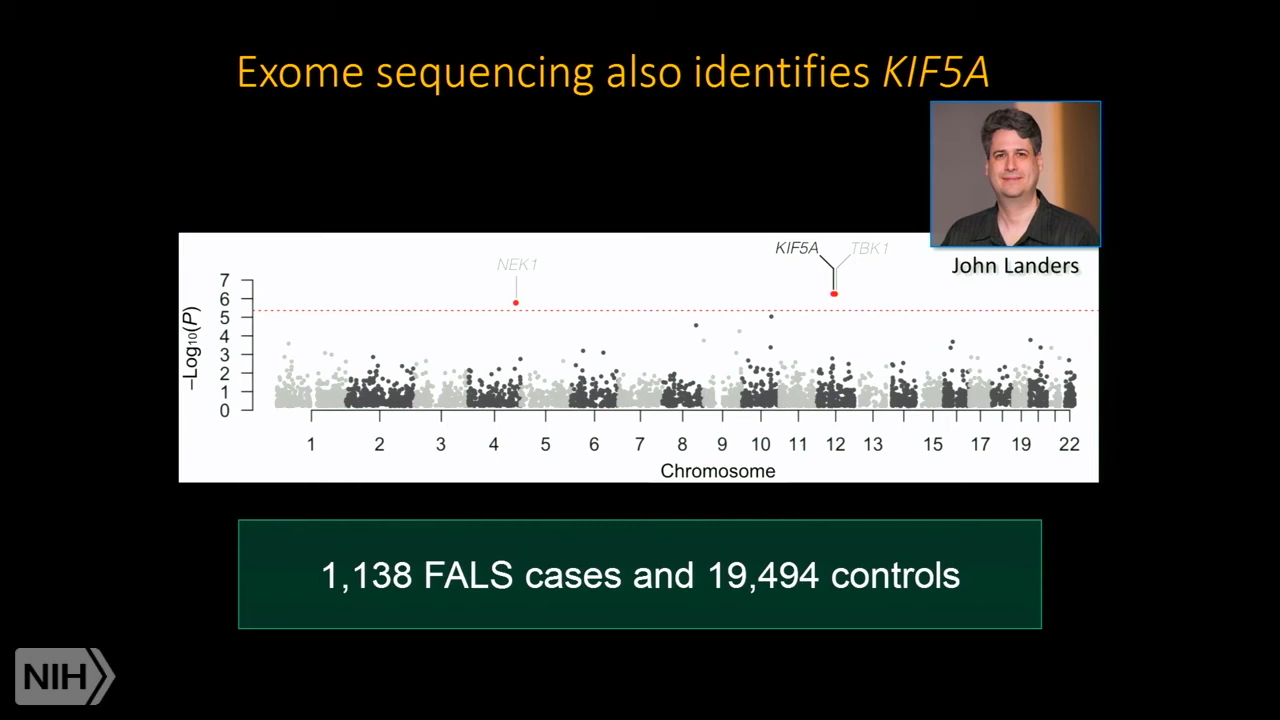 Exome sequencing also identifies KIF5A
KIF5A
TBK1
NEK1
John Landers
7
6
5
4
3
2
1
0
–Log10(P)
1 2 3 4 5 6 7 8 9 10 11 12 13 15 17 19 22
Chromosome
1,138 FALS cases and 19,494 controls
NIH